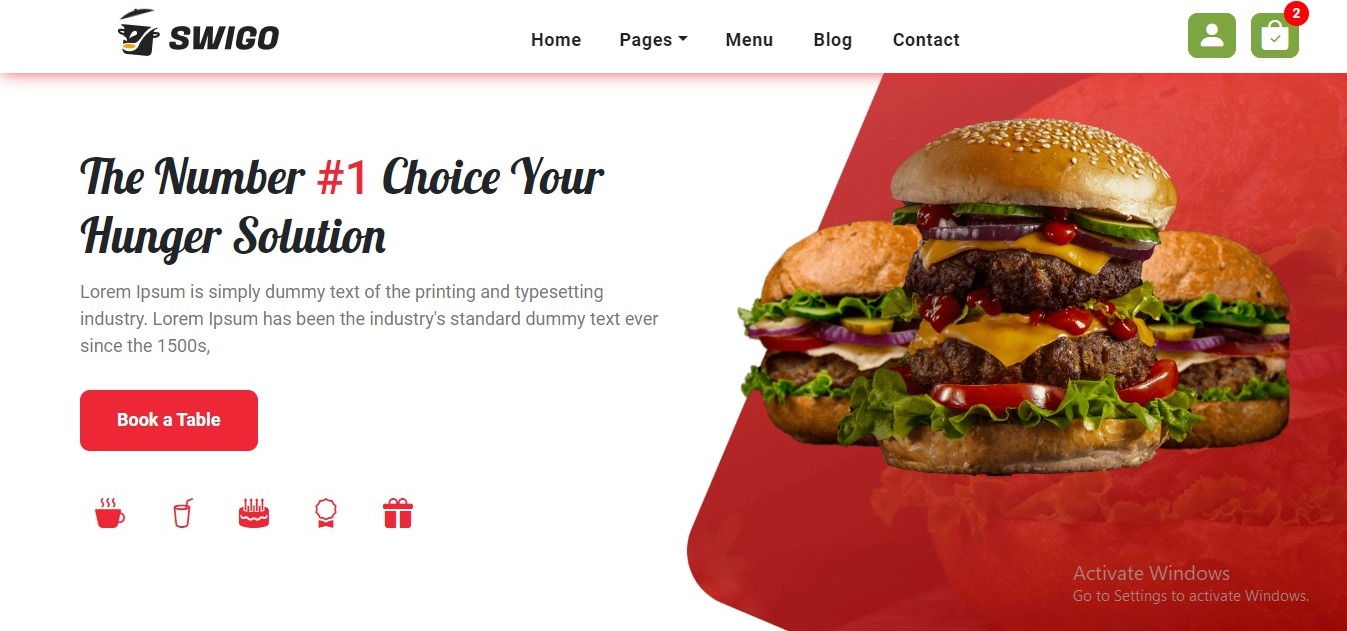 SWIGO
Home Pages Menu Blog Contact
2
The Number #1 Choice Your
Hunger Solution
Lorem Ipsum is simply dummy text of the printing and typesetting
industry. Lorem Ipsum has been the industry's standard dummy text ever
since the 1500s,
Book a Table
Activate Windows
Go to Settings to activate Windows.